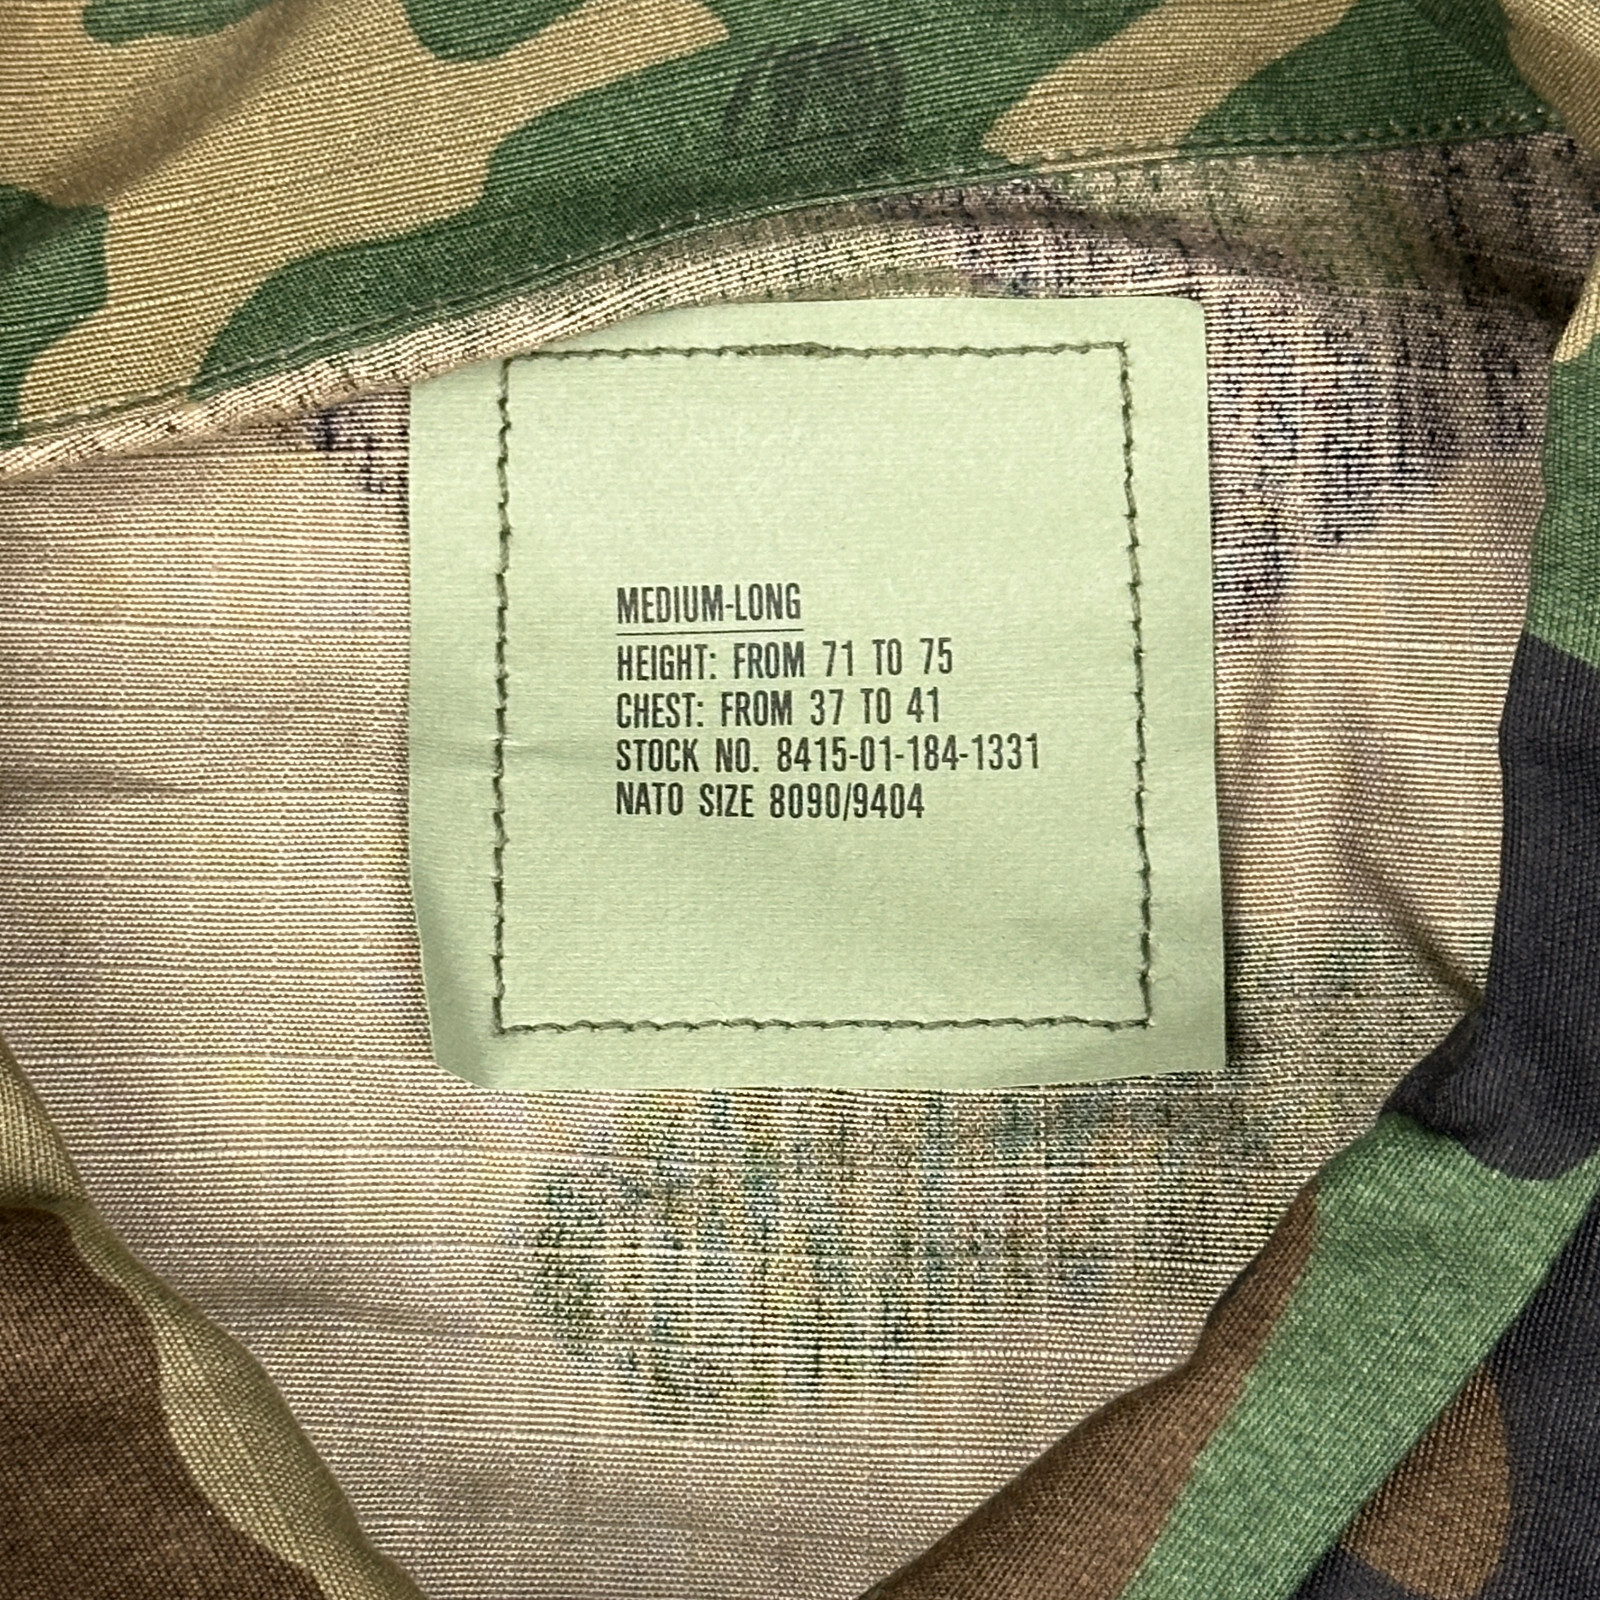 MEDIUM-LONG
HEIGHT: FROM 71 TO 75
CHEST: FROM 37 TO 41
STOCK NO. 8415-01-184-1331
NATO SIZE 8090/9404